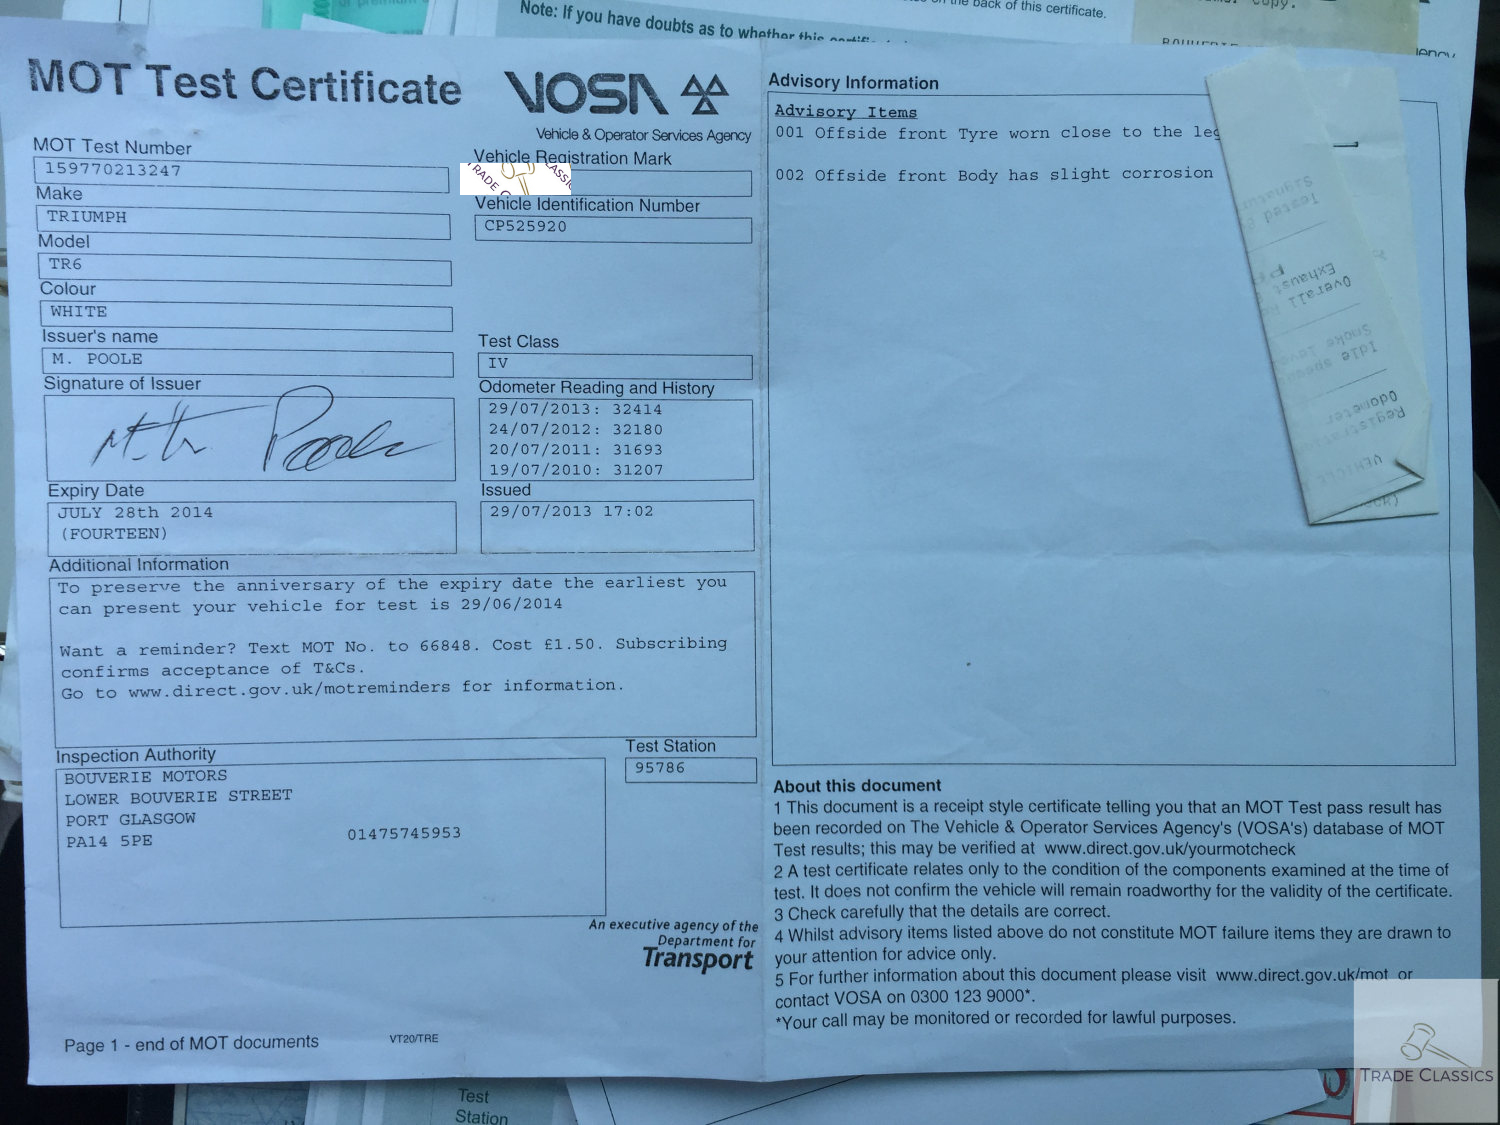 Note: If you have doubts as to whether this
the back of this certificate.
MOT Test Certificate
VOSA
Vehicle & Operator Services Agency
MOT Test Number
159770213247
Vehicle Registration Mark
TRADE CLASSIC
Make
TRIUMPH
Vehicle Identification Number
CP525920
Model
TR6
Colour
WHITE
Issuer's name
M. POOLE
Test Class
IV
Signature of Issuer
Odometer Reading and History
29/07/2013: 32414
24/07/2012: 32180
20/07/2011: 31693
19/07/2010: 31207
Expiry Date
JULY 28th 2014
(FOURTEEN)
Issued
29/07/2013 17:02
Additional Information
To preserve the anniversary of the expiry date the earliest you
can present your vehicle for test is 29/06/2014
Want a reminder? Text MOT No. to 66848. Cost £1.50. Subscribing
confirms acceptance of T&Cs.
Go to www.direct.gov.uk/motreminders for information.
Inspection Authority
BOUVERIE MOTORS
LOWER BOUVERIE STREET
PORT GLASGOW
PA14 5PE 01475745953
Test Station
95786
An executive agency of the
Department for
Transport
Page 1 - end of MOT documents
VT20/TRE
Advisory Information
Advisory Items
001 Offside front Tyre worn close to the leg
002 Offside front Body has slight corrosion
Tested
Exhaust
Overall
Smoke
Idle speed
Odometer
VEHICLE
About this document
1 This document is a receipt style certificate telling you that an MOT Test pass result has
been recorded on The Vehicle & Operator Services Agency's (VOSA's) database of MOT
Test results; this may be verified at www.direct.gov.uk/yourmotcheck
2 A test certificate relates only to the condition of the components examined at the time of
test. It does not confirm the vehicle will remain roadworthy for the validity of the certificate.
3 Check carefully that the details are correct.
4 Whilst advisory items listed above do not constitute MOT failure items they are drawn to
your attention for advice only.
5 For further information about this document please visit www.direct.gov.uk/mot or
contact VOSA on 0300 123 9000*.
*Your call may be monitored or recorded for lawful purposes.
Test
Station
TRADE CLASSICS